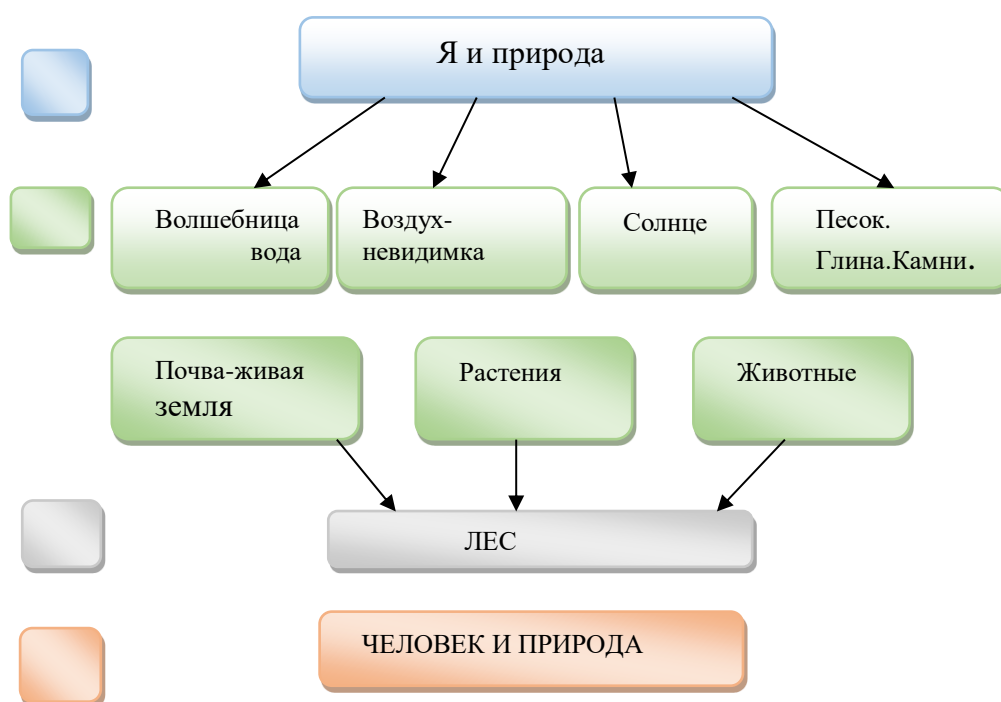 Я и природа
Волшебница
вода
Воздух-
невидимка
Солнце
Песок.
Глина.Камни.
Почва-живая
земля
Растения
Животные
ЛЕС
ЧЕЛОВЕК И ПРИРОДА